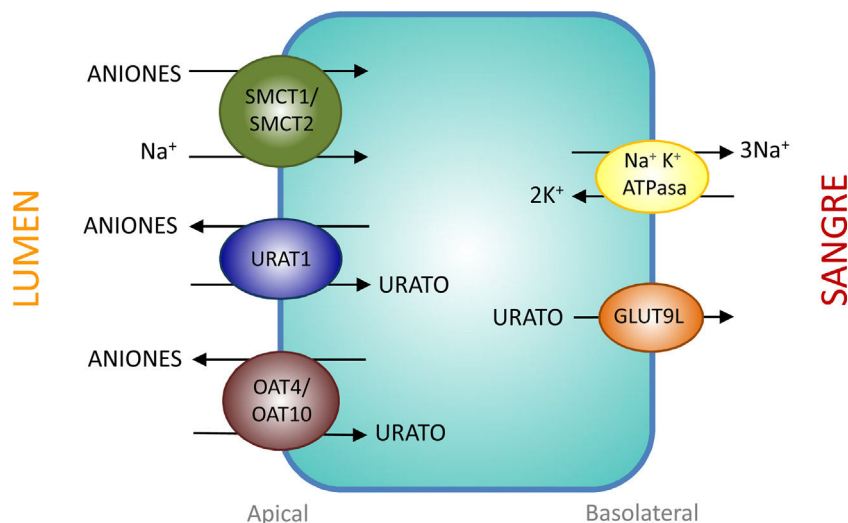 LUMEN
ANIONES
SMCT1/
SMCT2
Na⁺
ANIONES
URAT1
URATO
ANIONES
OAT4/
OAT10
URATO
Na⁺ K⁺
ATPasa
3Na⁺
2K⁺
URATO
GLUT9L
SANGRE
Apical
Basolateral